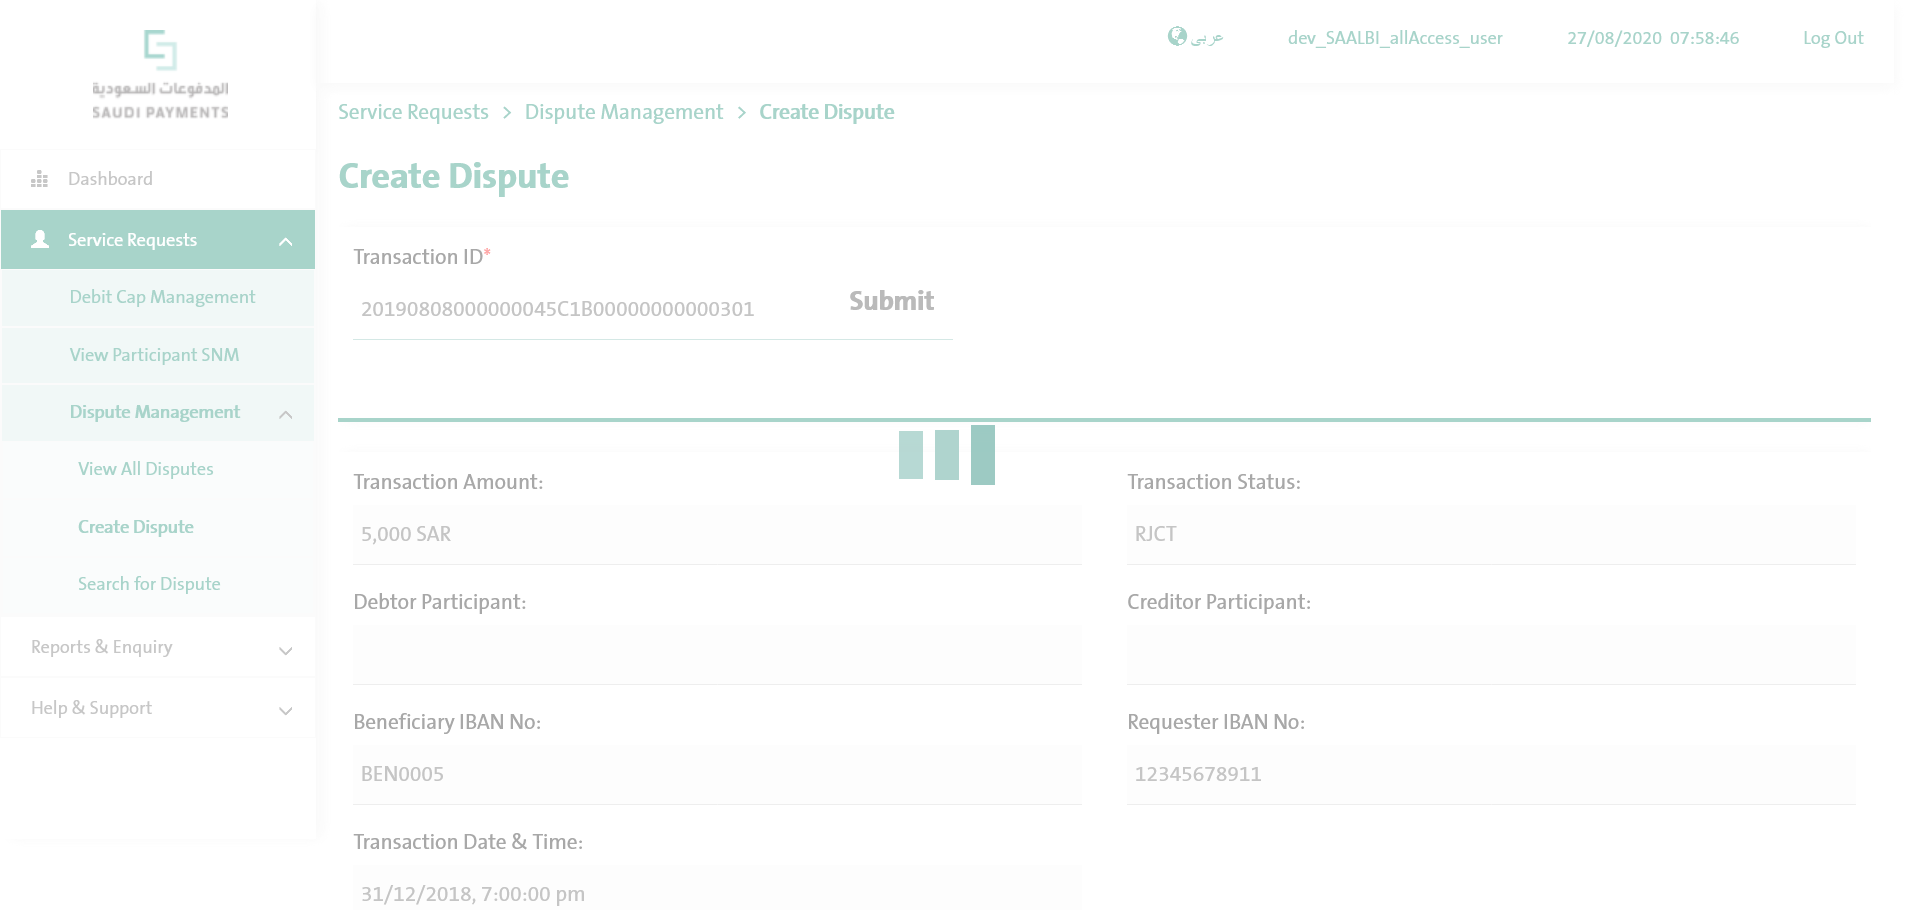 المدفوعات السعودية
SAUDI PAYMENTS
عربي
dev_SAALBI_allAccess_user
27/08/2020 07:58:46
Log Out
Dashboard
Service Requests
Debit Cap Management
View Participant SNM
Dispute Management
View All Disputes
Create Dispute
Search for Dispute
Reports & Enquiry
Help & Support
Service Requests > Dispute Management > Create Dispute
Create Dispute
Transaction ID*
20190808000000045C1B00000000000301
Submit
Transaction Amount:
5,000 SAR
Transaction Status:
RJCT
Debtor Participant:
Creditor Participant:
Beneficiary IBAN No:
BEN0005
Requester IBAN No:
12345678911
Transaction Date & Time:
31/12/2018, 7:00:00 pm